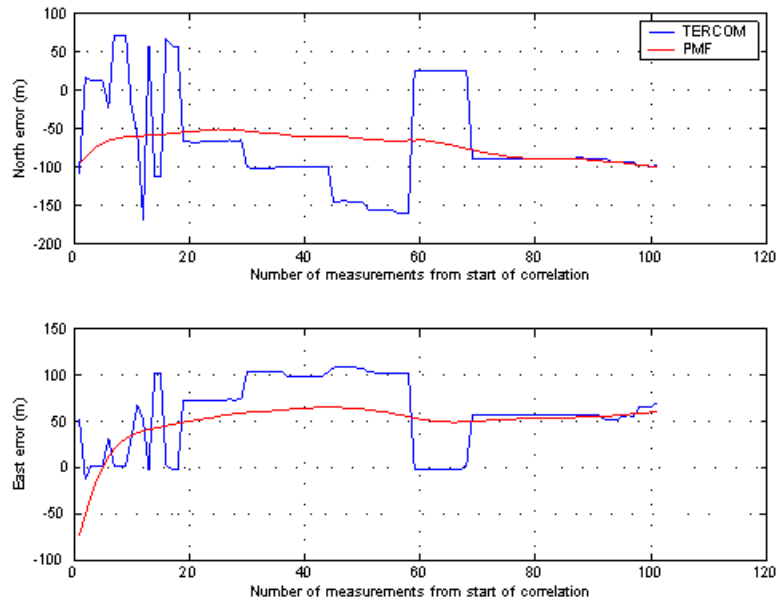 100
50
0
-50
-100
-150
-200
North error (m)
TERCOM
PMF
0 20 40 60 80 100 120
Number of measurements from start of correlation
150
100
50
0
-50
-100
East error (m)
0 20 40 60 80 100 120
Number of measurements from start of correlation